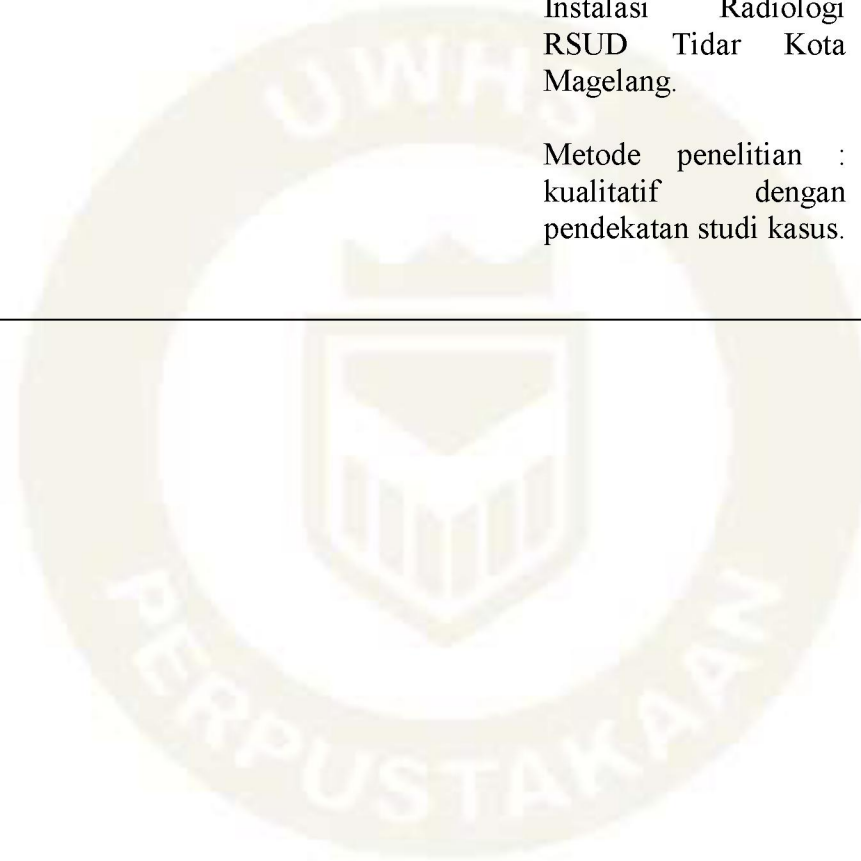 Instalasi Radiologi
RSUD Tidar Kota
Magelang.
Metode penelitian :
kualitatif dengan
pendekatan studi kasus.
UWHS
PERPUSTAKAAN